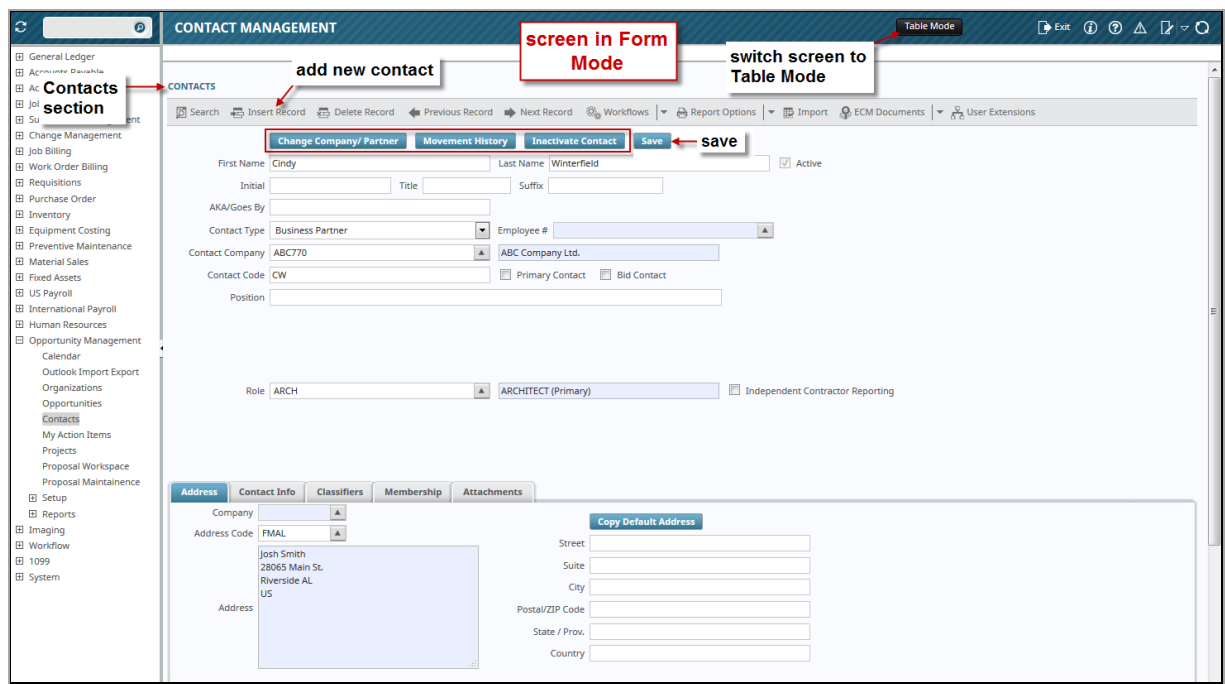 CONTACT MANAGEMENT
Table Mode
Exit
screen in Form
Mode
switch screen to
Table Mode
add new contact
Contacts
section
save
General Ledger
Accounts Payable
Change Management
Job Billing
Work Order Billing
Requisitions
Purchase Order
Inventory
Equipment Costing
Preventive Maintenance
Material Sales
Fixed Assets
US Payroll
International Payroll
Human Resources
Opportunity Management
Calendar
Outlook Import Export
Organizations
Opportunities
Contacts
My Action Items
Projects
Proposal Workspace
Proposal Maintainence
Setup
Reports
Imaging
Workflow
1099
System
CONTACTS
Search Insert Record Delete Record Previous Record Next Record Workflows Report Options Import ECM Documents User Extensions
Change Company/ Partner Movement History Inactivate Contact Save
First Name Cindy Last Name Winterfield Active
Initial Title Suffix
AKA/Goes By
Contact Type Business Partner Employee #
Contact Company ABC770 ABC Company Ltd.
Contact Code CW Primary Contact Bid Contact
Position
Role ARCH ARCHITECT (Primary) Independent Contractor Reporting
Address Contact Info Classifiers Membership Attachments
Company
Address Code FMAL
Address
Josh Smith
28065 Main St.
Riverside AL
US
Copy Default Address
Street
Suite
City
Postal/ZIP Code
State / Prov.
Country